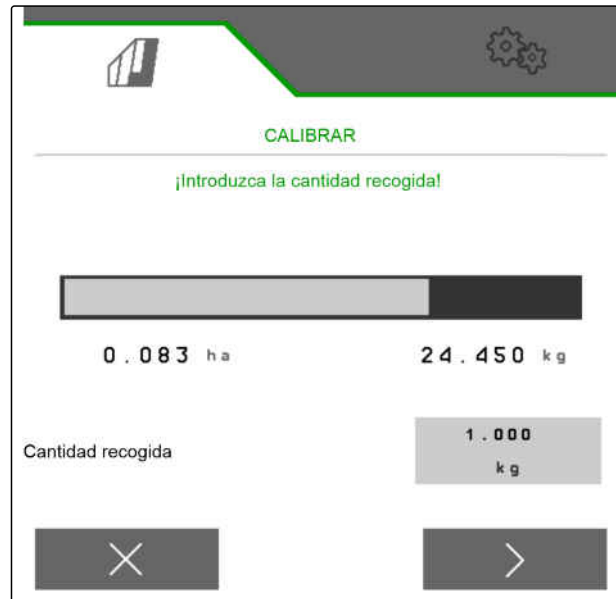 CALIBRAR
¡Introduzca la cantidad recogida!
0.083 ha
24.450 kg
1.000
Cantidad recogida
kg